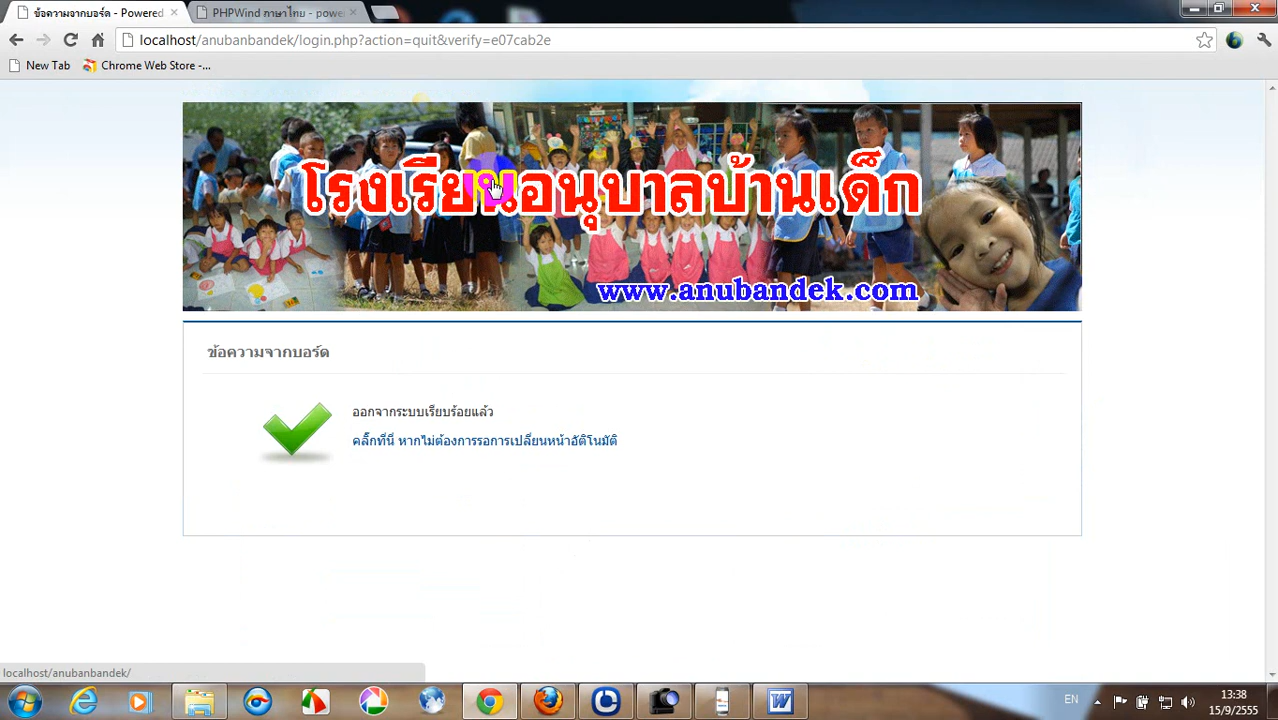 ข้อความจากบอร์ด - Powered
PHPWind ภาษาไทย - power
localhost/anubanbandek/login.php?action=quit&verify=e07cab2e
New Tab
Chrome Web Store -...
โรงเรียนอนุบาลบ้านเด็ก
www.anubandek.com
ข้อความจากบอร์ด
ออกจากระบบเรียบร้อยแล้ว
คลิ๊กที่นี่ หากไม่ต้องการรอการเปลี่ยนหน้าอัติโนมัติ
localhost/anubanbandek/
EN
13:38
15/9/2555